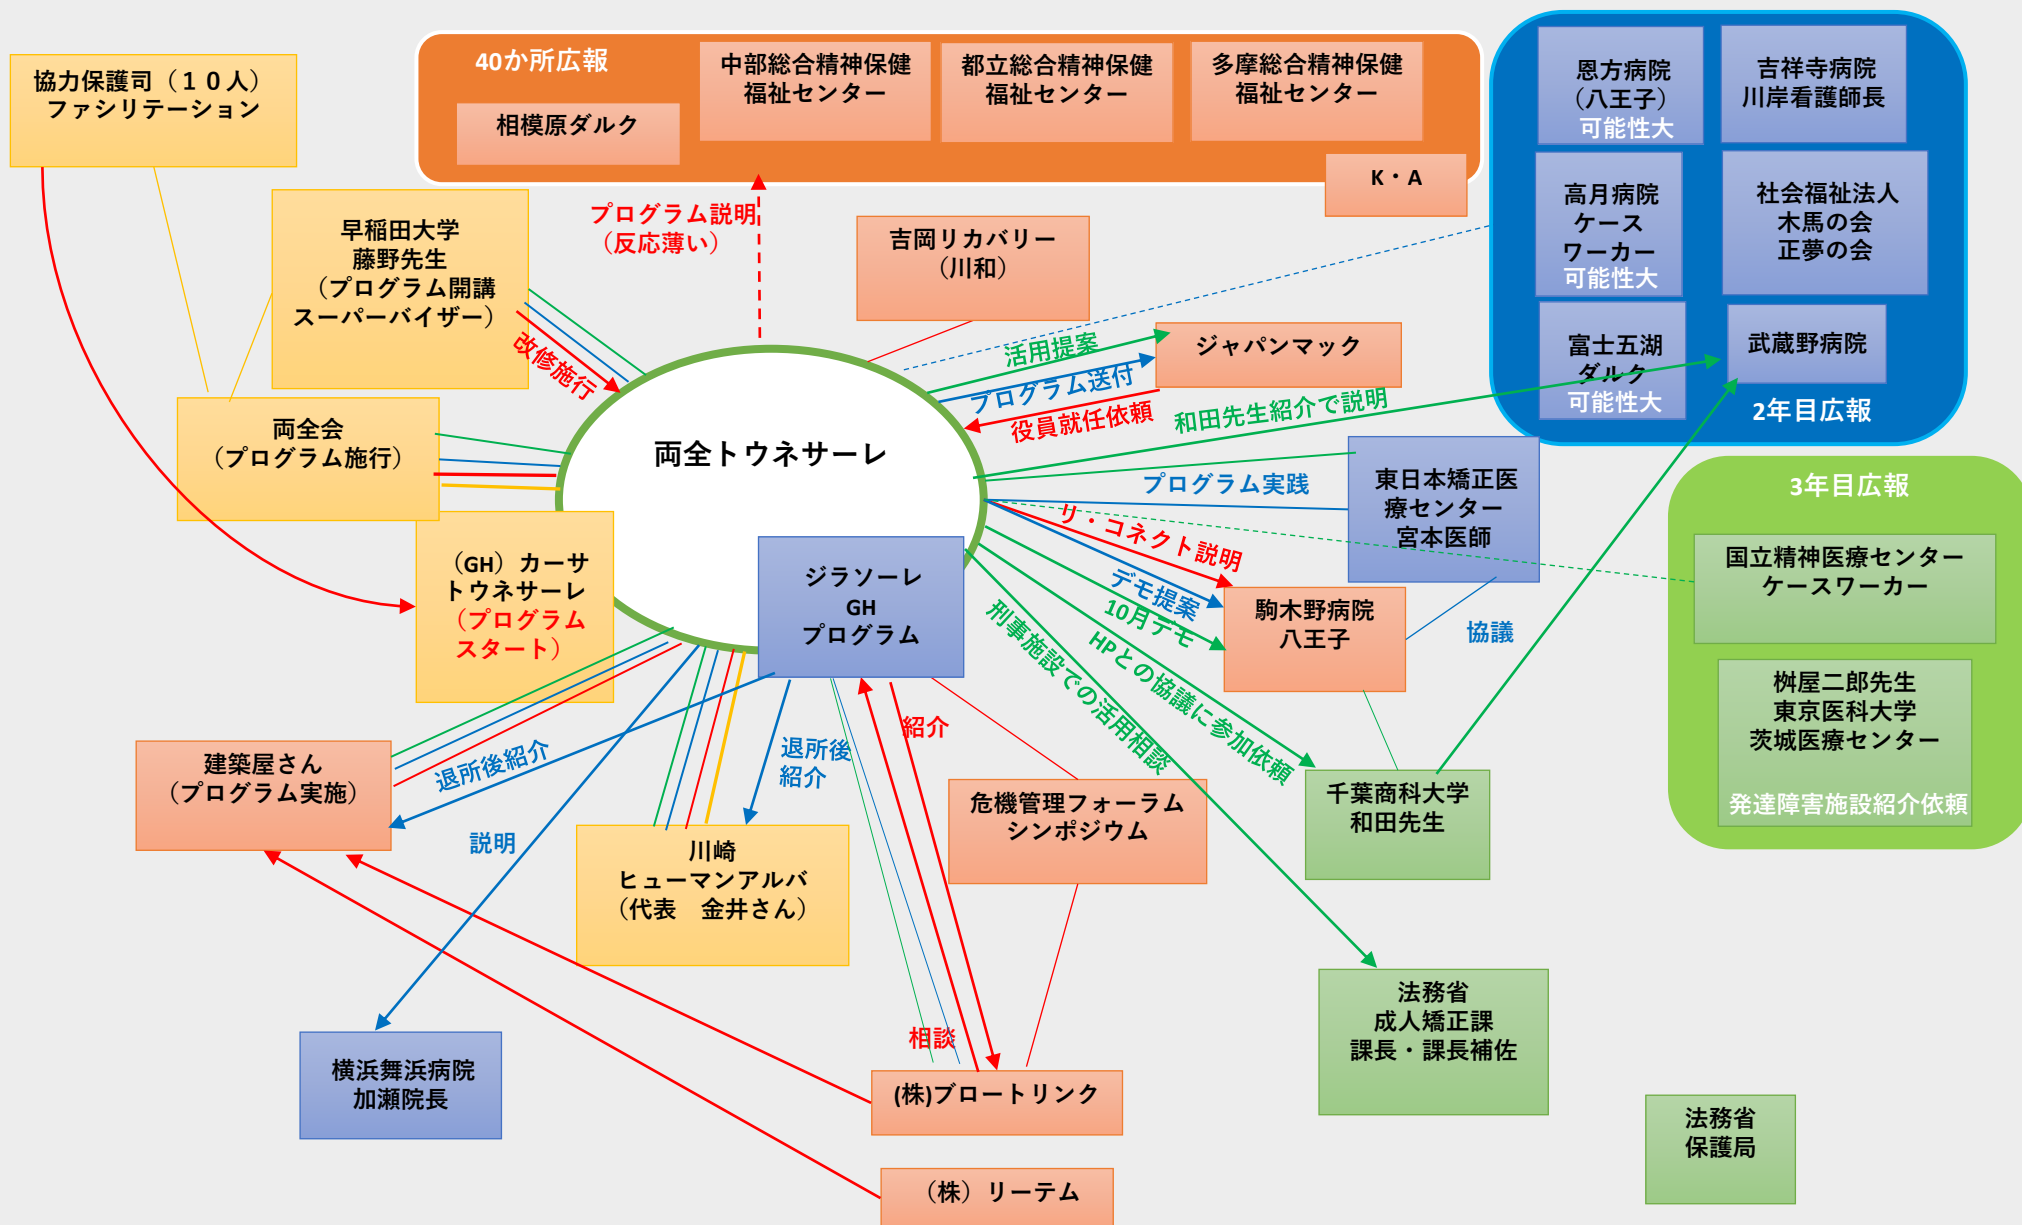 40か所広報
中部総合精神保健
福祉センター
都立総合精神保健
福祉センター
多摩総合精神保健
福祉センター
相模原ダルク
K・A
協力保護司（１０人）
ファシリテーション
恩方病院
（八王子）
可能性大
吉祥寺病院
川岸看護師長
高月病院
ケース
ワーカー
可能性大
社会福祉法人
木馬の会
正夢の会
富士五湖
ダルク
可能性大
武蔵野病院
2年目広報
早稲田大学
藤野先生
（プログラム開講
スーパーバイザー）
プログラム説明
（反応薄い）
吉岡リカバリー
（川和）
改修施行
活用提案
プログラム送付
役員就任依頼
ジャパンマック
和田先生紹介で説明
両全会
（プログラム施行）
両全トウネサーレ
プログラム実践
東日本矯正医
療センター
宮本医師
3年目広報
国立精神医療センター
ケースワーカー
桝屋二郎先生
東京医科大学
茨城医療センター
発達障害施設紹介依頼
（GH）カーサ
トウネサーレ
（プログラム
スタート）
ジラソーレ
GH
プログラム
リ・コネクト説明
デモ提案
10月デモ
HPとの協議に参加依頼
刑事施設での活用相談
駒木野病院
八王子
協議
建築屋さん
（プログラム実施）
退所後紹介
退所後
紹介
紹介
説明
川崎
ヒューマンアルバ
（代表　金井さん）
危機管理フォーラム
シンポジウム
千葉商科大学
和田先生
法務省
成人矯正課
課長・課長補佐
相談
横浜舞浜病院
加瀬院長
(株)ブロートリンク
（株）リーテム
法務省
保護局